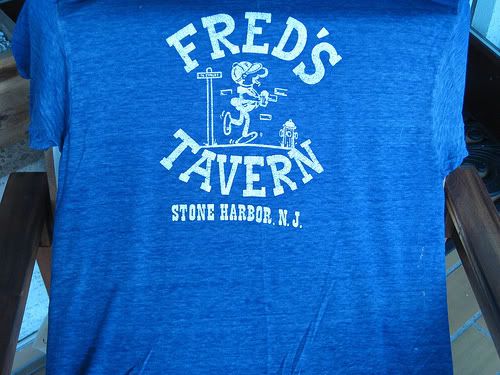 FRED'S
TAVERN
STONE HARBOR, N.J.